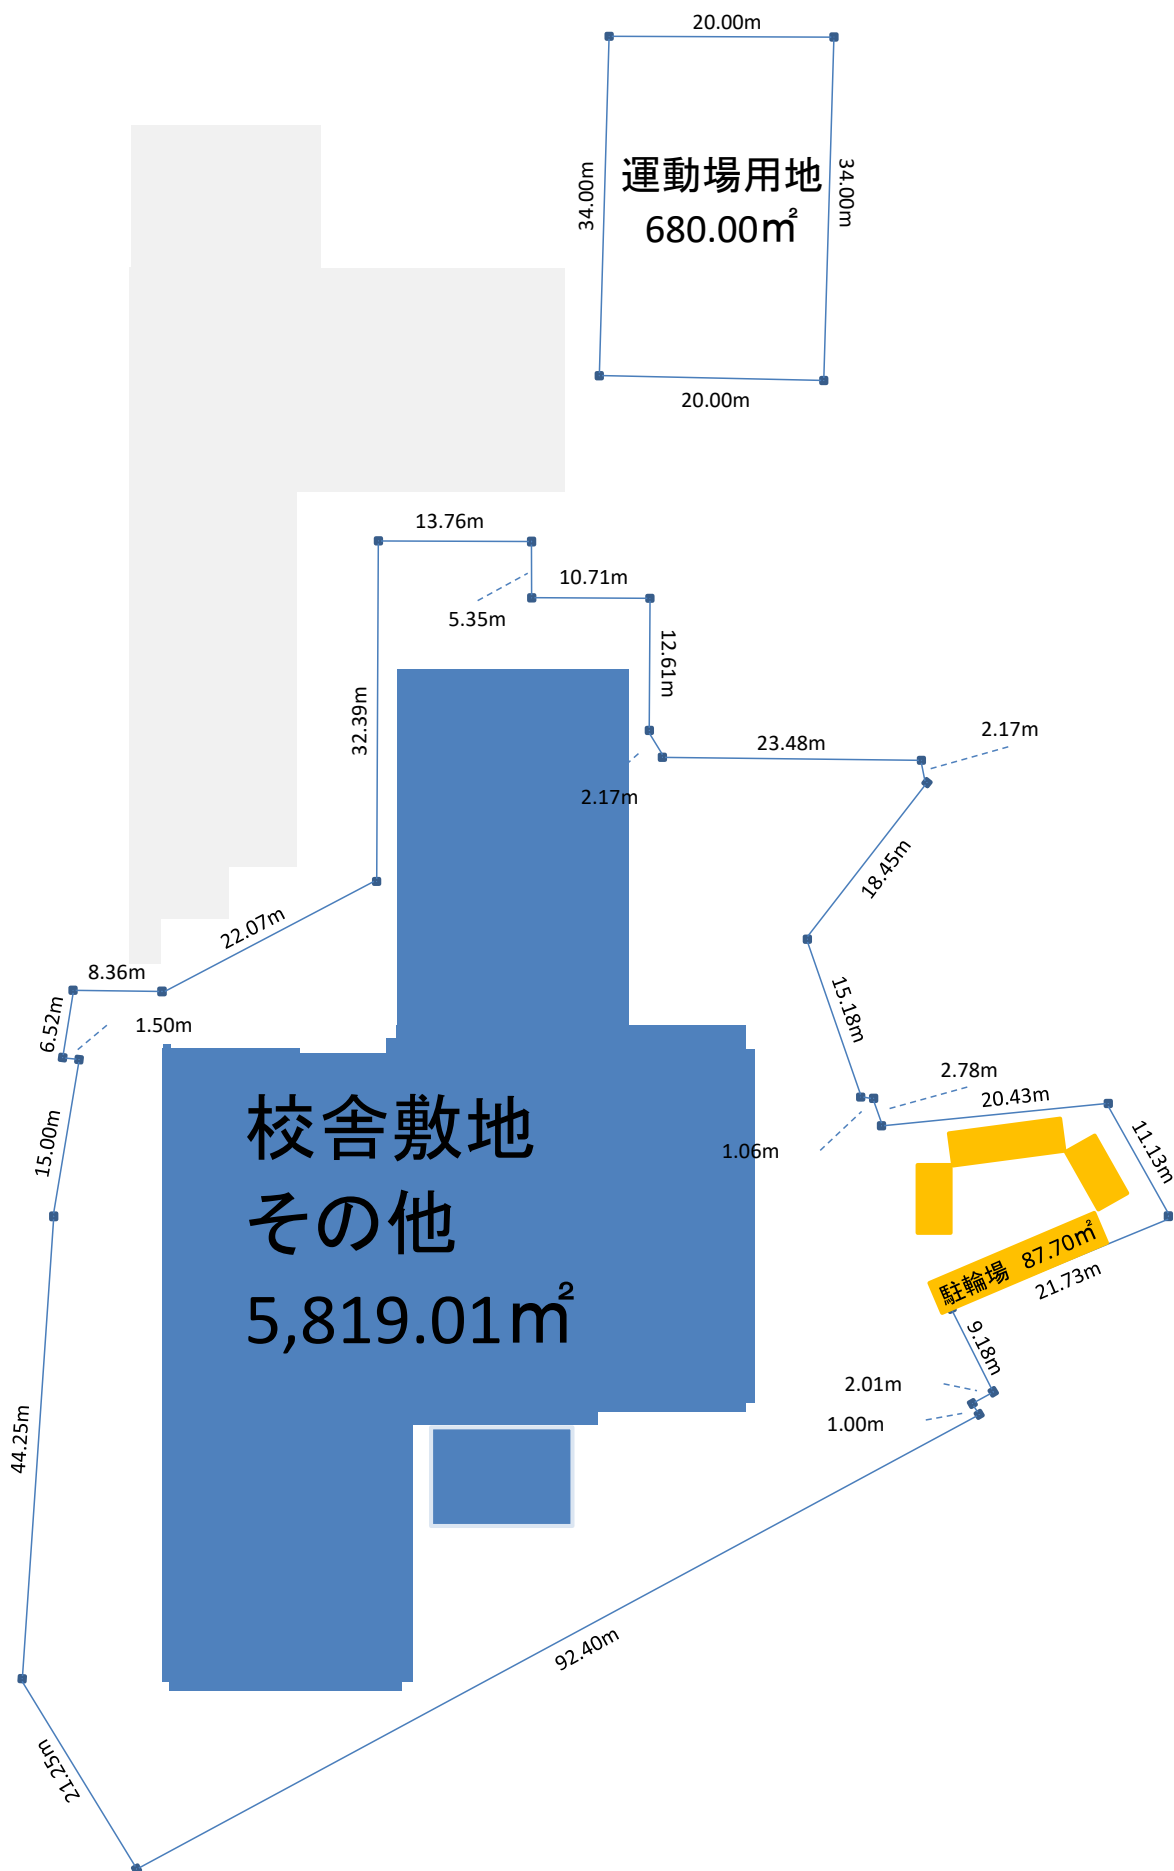 20.00m
34.00m
運動場用地
680.00㎡
34.00m
20.00m
13.76m
10.71m
5.35m
12.61m
32.39m
2.17m
23.48m
2.17m
18.45m
22.07m
8.36m
6.52m
1.50m
15.18m
2.78m
20.43m
1.06m
11.13m
15.00m
校舎敷地
その他
5,819.01㎡
駐輪場 87.70㎡
21.73m
9.18m
2.01m
1.00m
44.25m
92.40m
21.25m